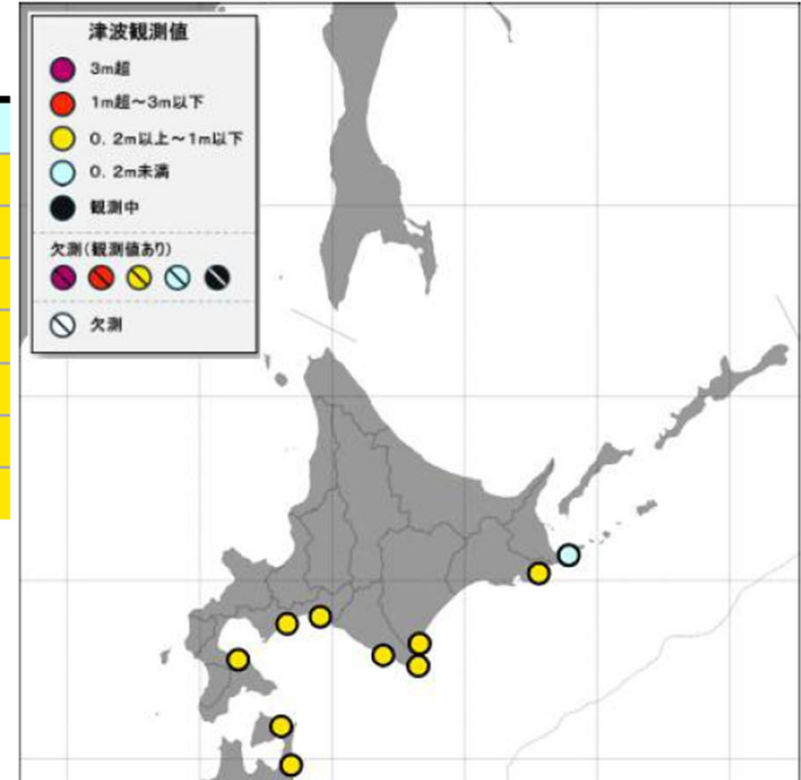 津波観測値
3m超
1m超～3m以下
0．2m以上～1m以下
0．2m未満
観測中
欠測(観測値あり)
欠測